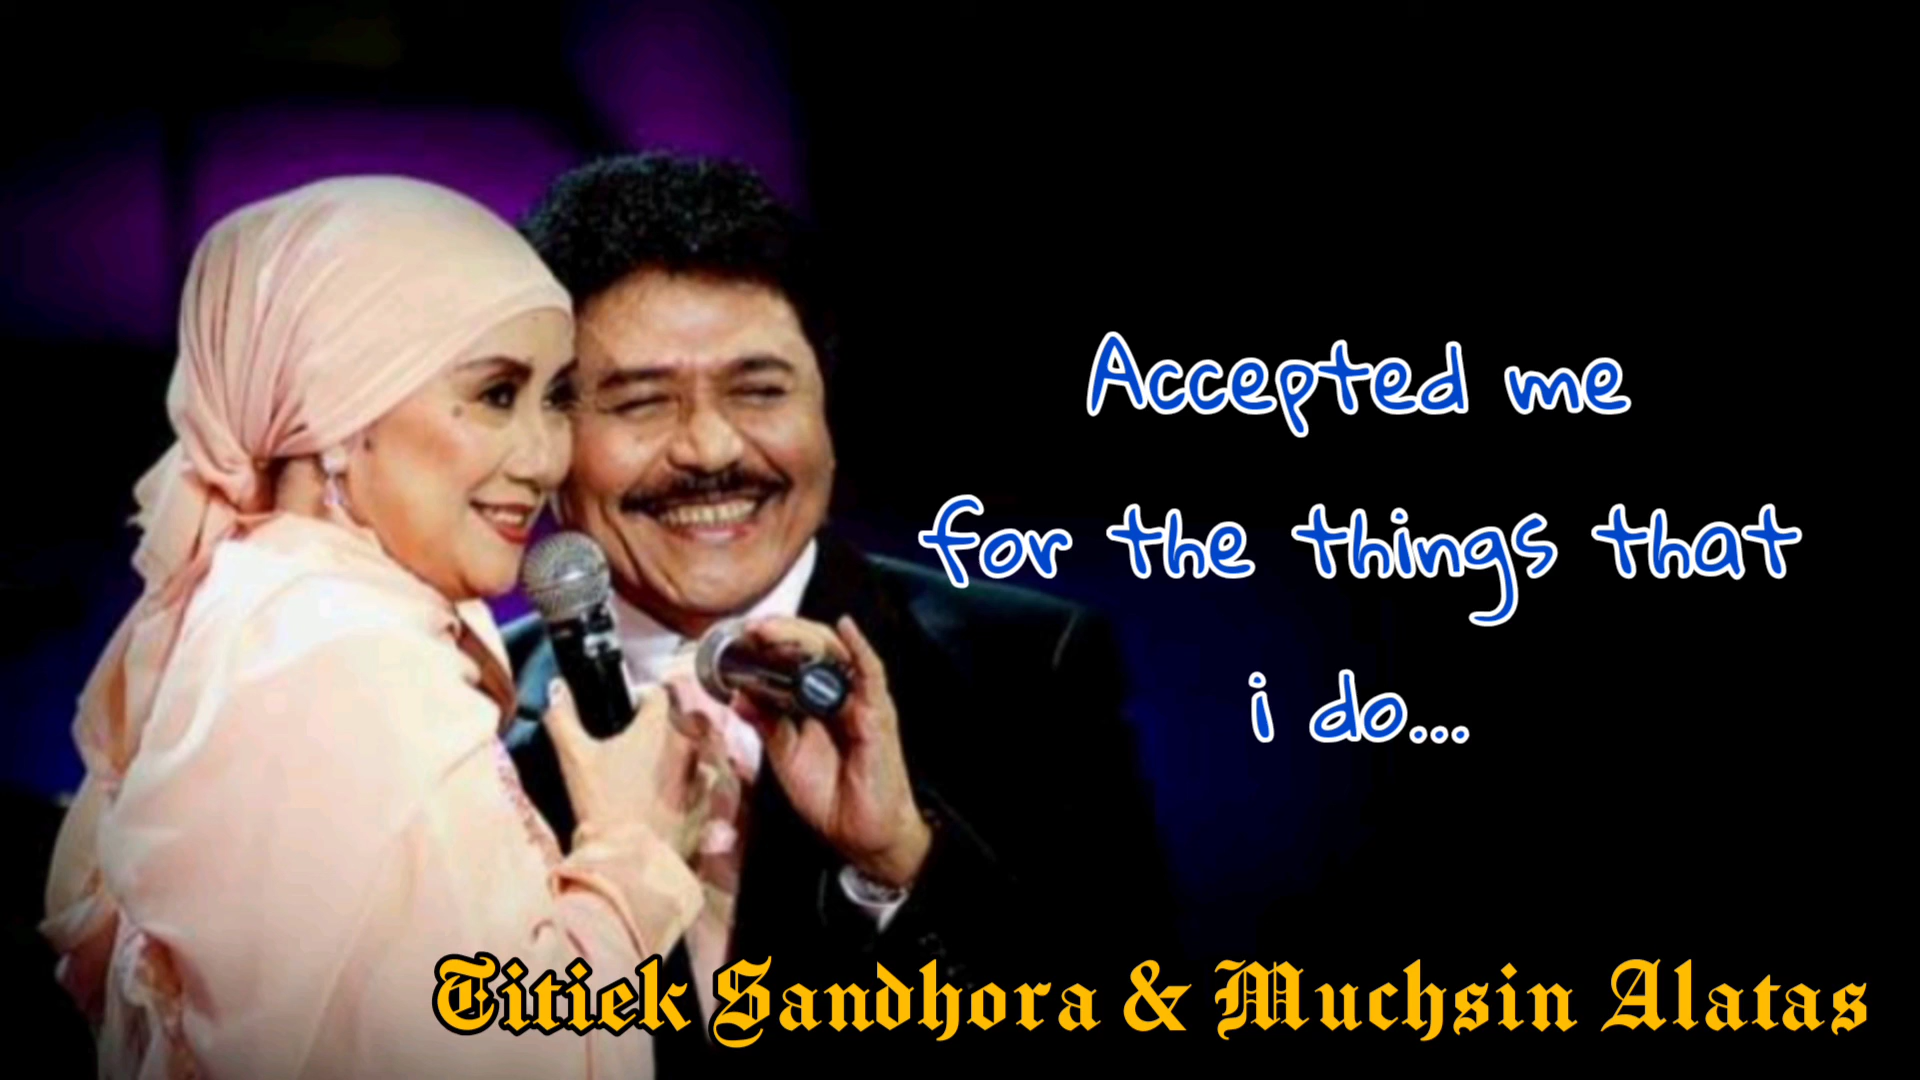 Accepted me
for the things that
i do...
Titiek Sandhora & Muchsin Alatas